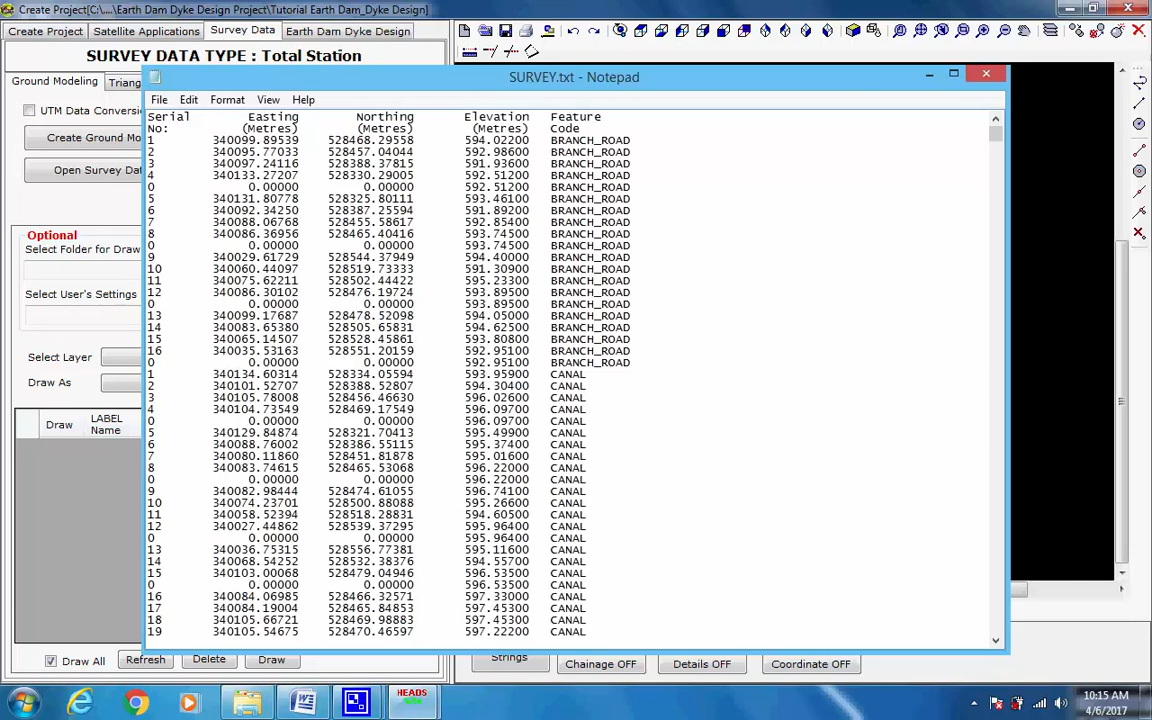 Create Project[C:\....\Earth Dam Dyke Design Project\Tutorial Earth Dam_Dyke Design]
Create Project Satellite Applications Survey Data Earth Dam Dyke Design
SURVEY DATA TYPE : Total Station
Ground Modeling Triang
UTM Data Conversi
Create Ground Mo
Open Survey Dat
Optional
Select Folder for Draw
Select User's Settings
Select Layer
Draw As
Draw LABEL Name
Draw All Refresh Delete Draw
SURVEY.txt - Notepad
File Edit Format View Help
Serial Easting Northing Elevation Feature
No: (Metres) (Metres) (Metres) Code
1 340099.89539 528468.29558 594.02200 BRANCH_ROAD
2 340095.77033 528457.04044 592.98600 BRANCH_ROAD
3 340097.24116 528388.37815 591.93600 BRANCH_ROAD
4 340133.27207 528330.29005 592.51200 BRANCH_ROAD
0 0.00000 0.00000 592.51200 BRANCH_ROAD
5 340131.80778 528325.80111 593.46100 BRANCH_ROAD
6 340092.34250 528387.25594 591.89200 BRANCH_ROAD
7 340088.06768 528455.58617 592.85400 BRANCH_ROAD
8 340086.36956 528465.40416 593.74500 BRANCH_ROAD
0 0.00000 0.00000 593.74500 BRANCH_ROAD
9 340029.61729 528544.37949 594.40000 BRANCH_ROAD
10 340060.44097 528519.73333 591.30900 BRANCH_ROAD
11 340075.62211 528502.44422 595.23300 BRANCH_ROAD
12 340086.30102 528476.19724 593.89500 BRANCH_ROAD
0 0.00000 0.00000 593.89500 BRANCH_ROAD
13 340099.17687 528478.52098 594.05000 BRANCH_ROAD
14 340083.65380 528505.65831 594.62500 BRANCH_ROAD
15 340065.14507 528528.45861 593.80800 BRANCH_ROAD
16 340035.53163 528551.20159 592.95100 BRANCH_ROAD
0 0.00000 0.00000 592.95100 BRANCH_ROAD
1 340134.60314 528334.05594 593.95900 CANAL
2 340101.52707 528388.52807 594.30400 CANAL
3 340105.78008 528456.46630 596.02600 CANAL
4 340104.73549 528469.17549 596.09700 CANAL
0 0.00000 0.00000 596.09700 CANAL
5 340129.84874 528321.70413 595.49900 CANAL
6 340088.76002 528386.55115 595.37400 CANAL
7 340080.11860 528451.81878 595.01600 CANAL
8 340083.74615 528465.53068 596.22000 CANAL
0 0.00000 0.00000 596.22000 CANAL
9 340082.98444 528474.61055 596.74100 CANAL
10 340074.23701 528500.88088 595.26600 CANAL
11 340058.52394 528518.28831 594.60500 CANAL
12 340027.44862 528539.37295 595.96400 CANAL
0 0.00000 0.00000 595.96400 CANAL
13 340036.75315 528556.77381 595.11600 CANAL
14 340068.54252 528532.38376 594.55700 CANAL
15 340103.00068 528479.04946 596.53500 CANAL
0 0.00000 0.00000 596.53500 CANAL
16 340084.06985 528466.32571 597.33000 CANAL
17 340084.19004 528465.84853 597.45300 CANAL
18 340105.66721 528469.98883 597.45300 CANAL
19 340105.54675 528470.46597 597.22200 CANAL
Strings Chainage OFF Details OFF Coordinate OFF
HEADS
10:15 AM
4/6/2017